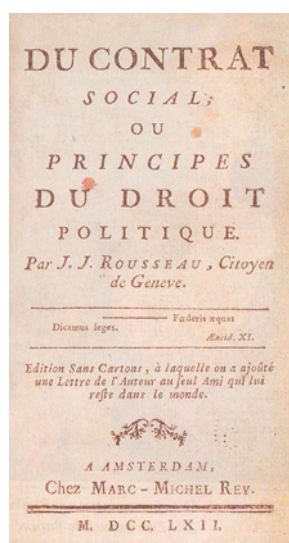 DU CONTRAT
SOCIAL;
OU
PRINCIPES
DU DROIT
POLITIQUE.
Par J. J. ROUSSEAU, Citoyen
de Geneve.
Fœderis æquas
Dicamus leges.
Æneid. XI.
Edition Sans Cartons, à laquelle on a ajoûté
une Lettre de l'Auteur au seul Ami qui lui
reste dans le monde.
A AMSTERDAM,
Chez MARC-MICHEL REY.
M. DCC. LXII.